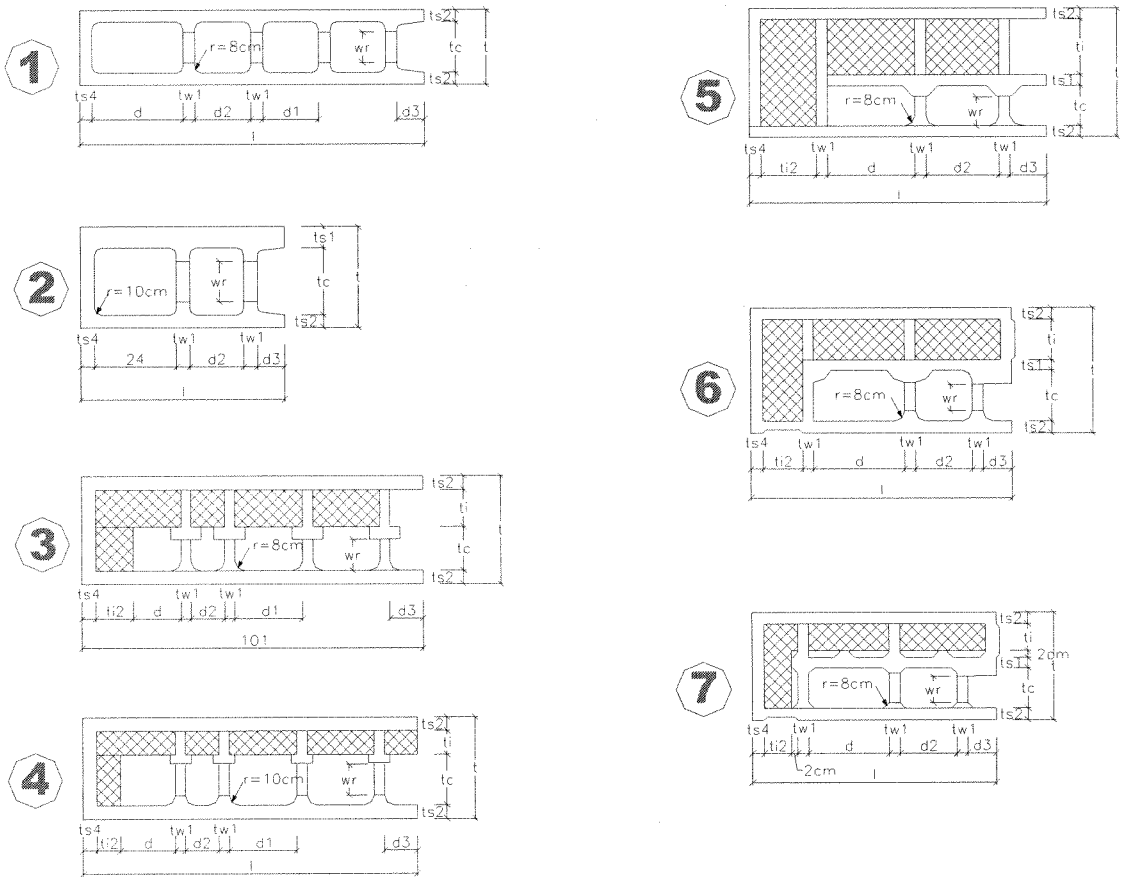 1
ts2
tc
t
ts2
r=8cm
wr
ts4
d
tw1
d2
tw1
d1
d3
l
2
ts1
tc
t
ts2
r=10cm
wr
ts4
24
tw1
d2
tw1
d3
l
3
ts2
ti
tc
ts2
r=8cm
wr
ts4
ti2
d
tw1
d2
tw1
d1
d3
101
4
ts2
ti
tc
t
ts2
r=10cm
wr
ts4
ti2
d
tw1
d2
tw1
d1
d3
l
5
ts2
ti
ts1
tc
ts2
r=8cm
wr
ts4
ti2
tw1
d
tw1
d2
tw1
d3
l
6
ts2
ti
ts1
tc
ts2
r=8cm
wr
ts4
ti2
tw1
d
tw1
d2
tw1
d3
l
7
ts2
ti
2cm
ts1
t
tc
ts2
r=8cm
wr
ts4
ti2
tw1
d
tw1
d2
tw1
d3
2cm
l